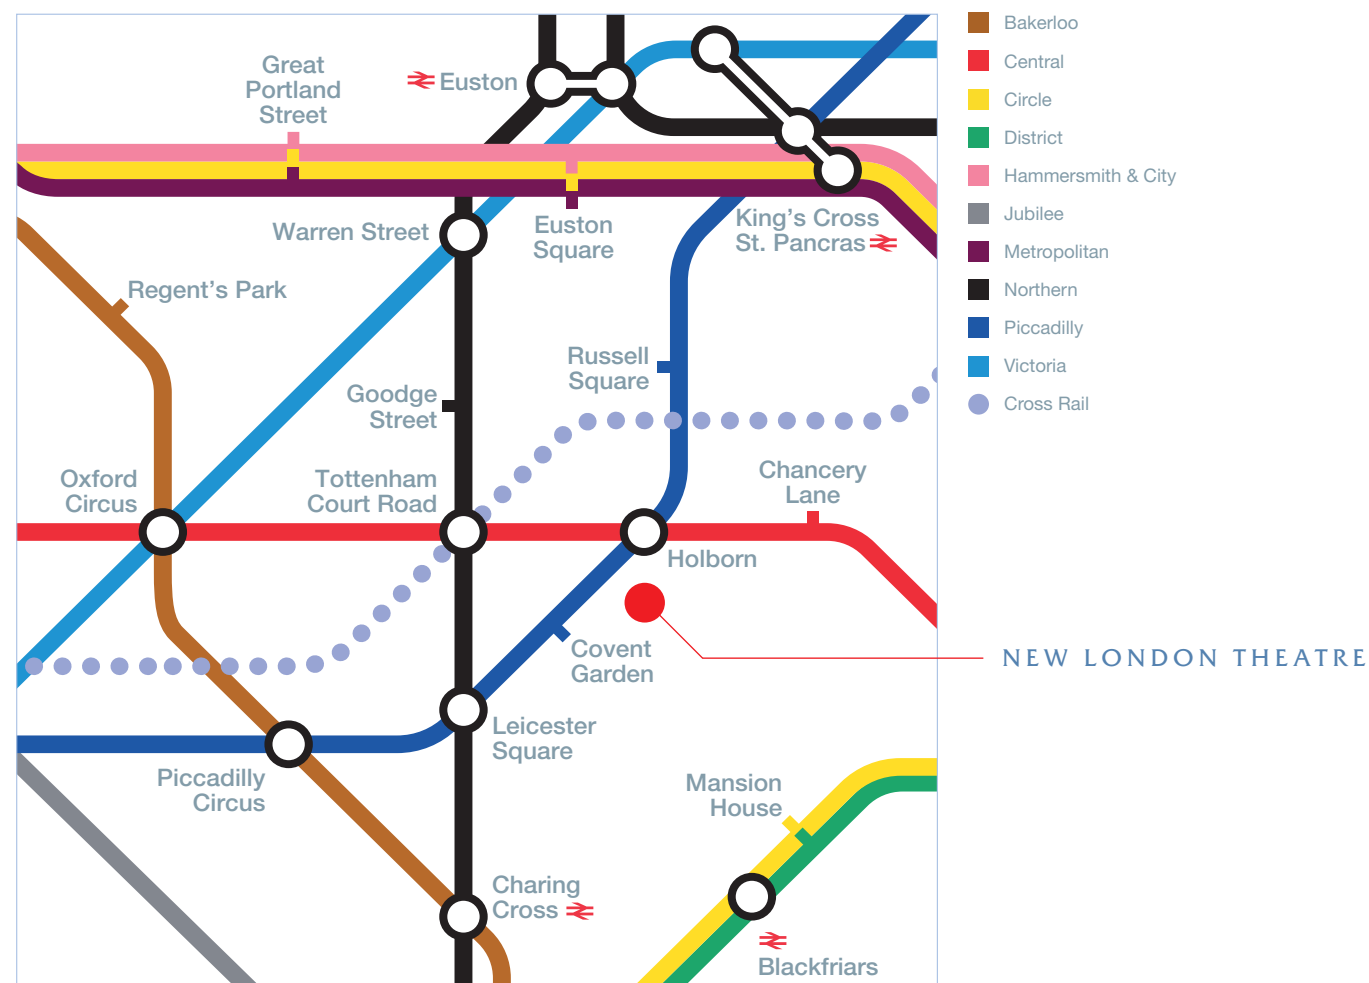 Great
Portland
Street
Euston
Warren Street
Euston
Square
King's Cross
St. Pancras
Regent's Park
Russell
Square
Goodge
Street
Oxford
Circus
Tottenham
Court Road
Chancery
Lane
Holborn
Covent
Garden
Leicester
Square
Piccadilly
Circus
Mansion
House
Charing
Cross
Blackfriars
Bakerloo
Central
Circle
District
Hammersmith & City
Jubilee
Metropolitan
Northern
Piccadilly
Victoria
Cross Rail
NEW LONDON THEATRE